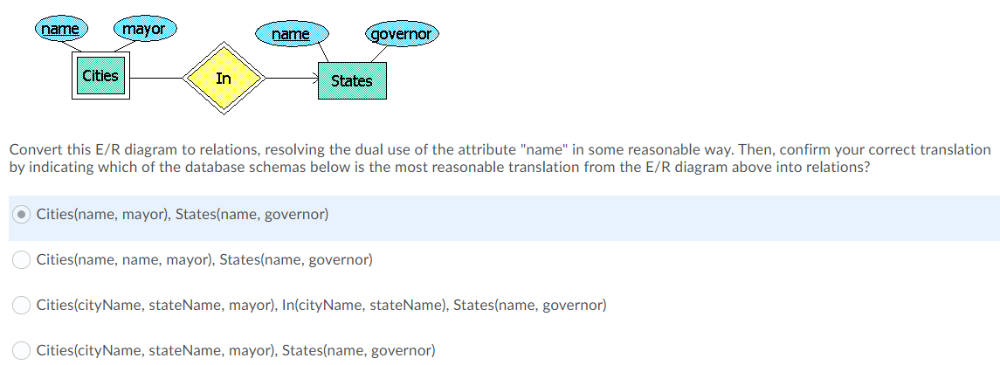 name
mayor
name
governor
Cities
In
States
Convert this E/R diagram to relations, resolving the dual use of the attribute "name" in some reasonable way. Then, confirm your correct translation
by indicating which of the database schemas below is the most reasonable translation from the E/R diagram above into relations?
Cities(name, mayor), States(name, governor)
Cities(name, name, mayor), States(name, governor)
Cities(cityName, stateName, mayor), In(cityName, stateName), States(name, governor)
Cities(cityName, stateName, mayor), States(name, governor)